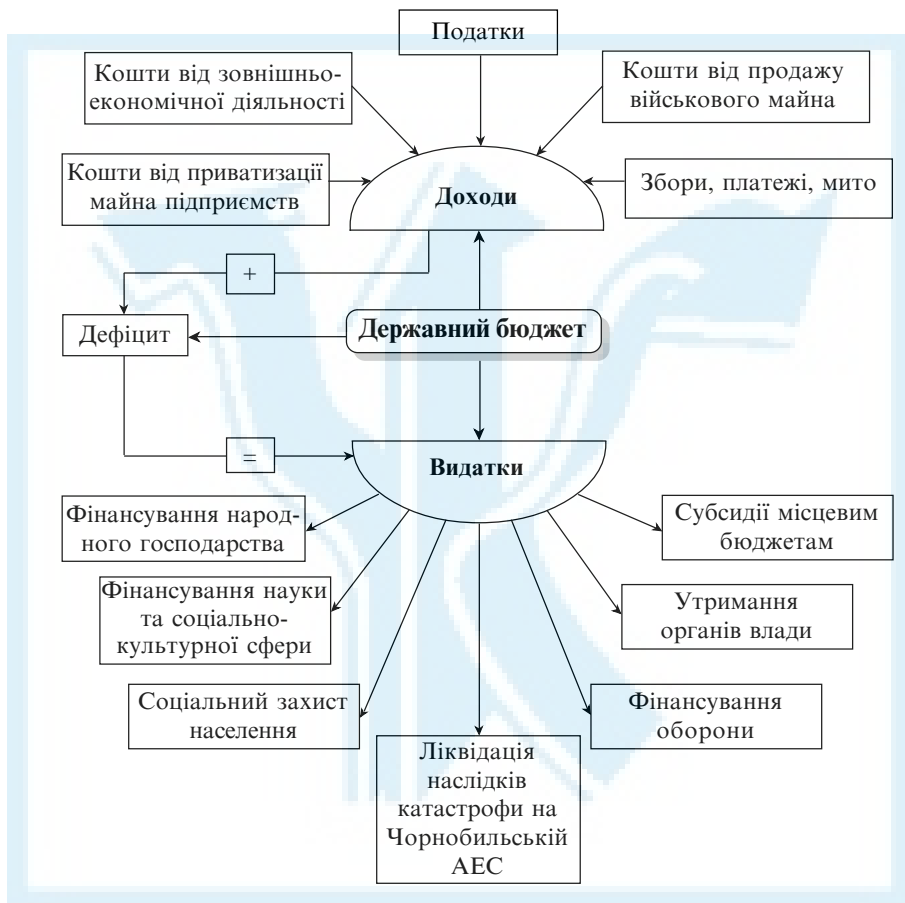 Податки
Кошти від зовнішньо-
економічної діяльності
Кошти від продажу
військового майна
Кошти від приватизації
майна підприємств
Збори, платежі, мито
Доходи
+
Дефіцит
Державний бюджет
=
Видатки
Фінансування народ-
ного господарства
Субсидії місцевим
бюджетам
Фінансування науки
та соціально-
культурної сфери
Утримання
органів влади
Соціальний захист
населення
Фінансування
оборони
Ліквідація
наслідків
катастрофи на
Чорнобильській
АЕС